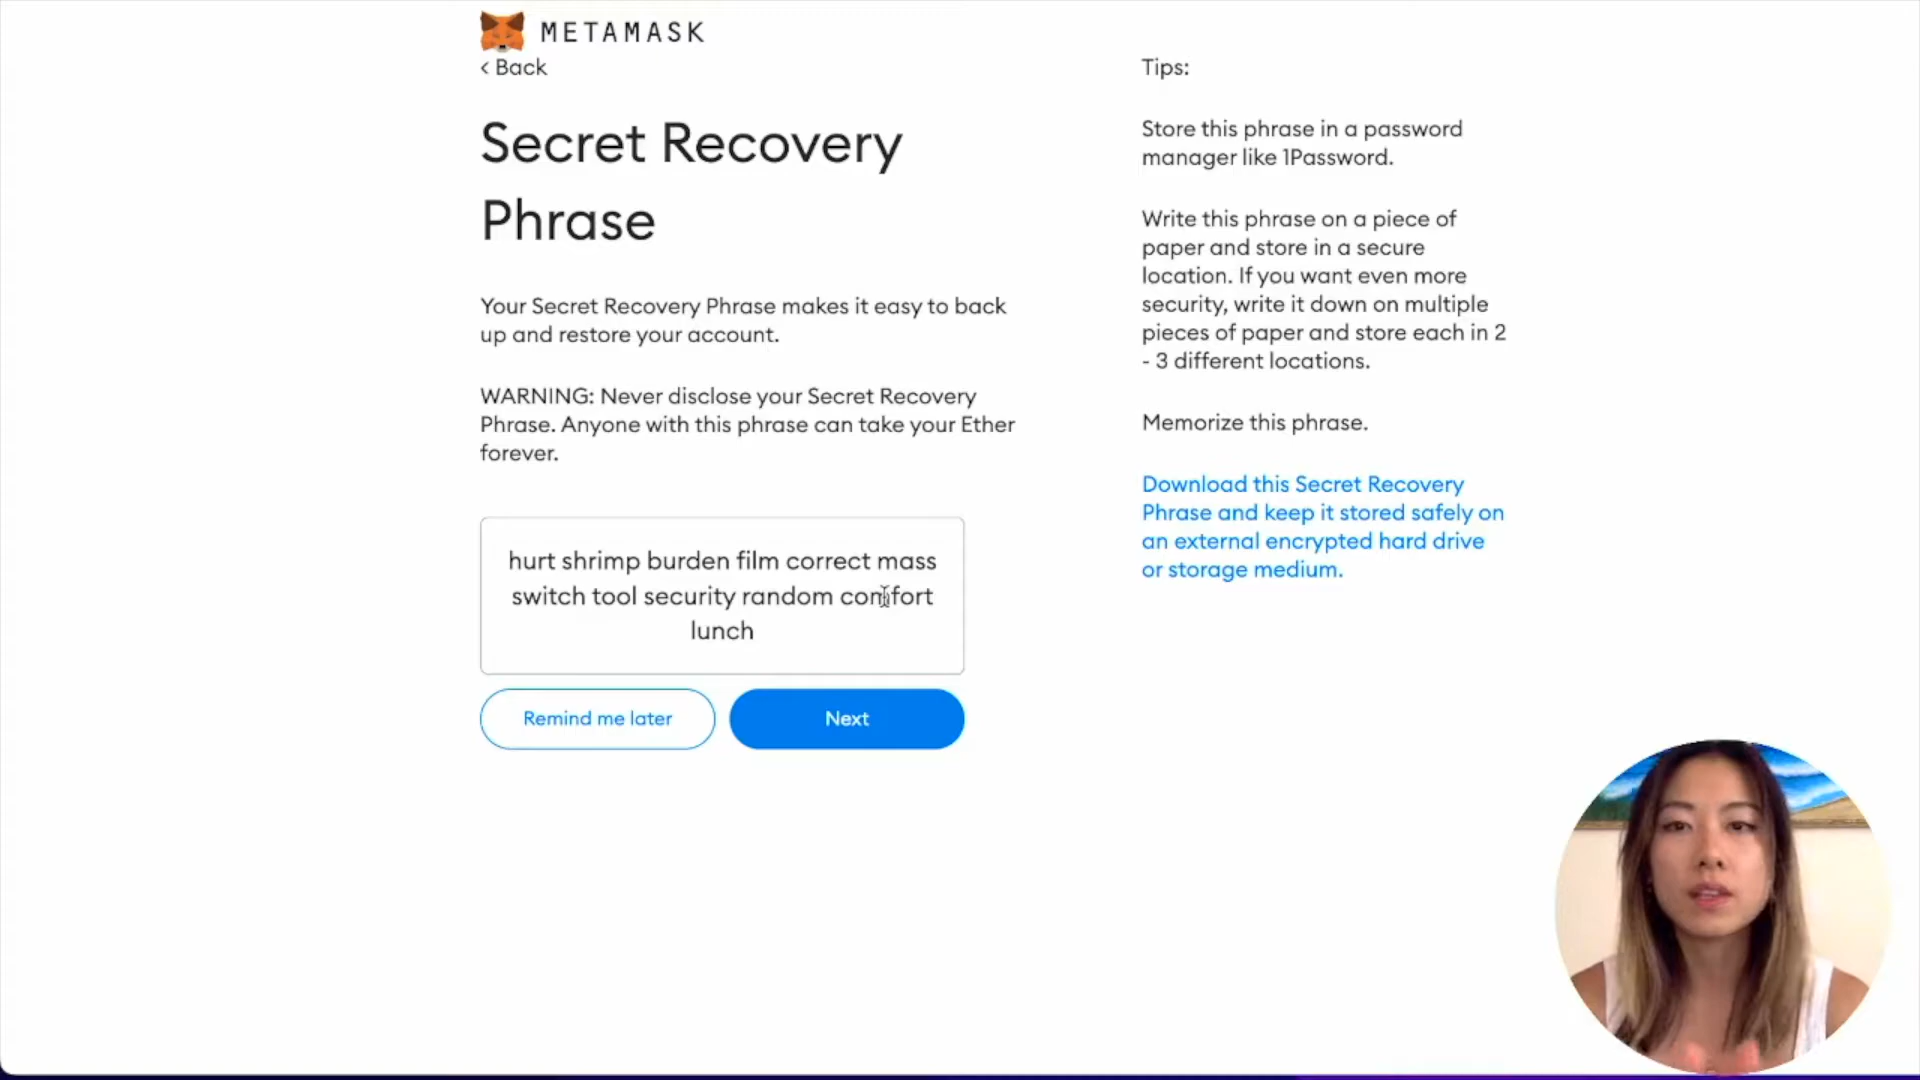 METAMASK
< Back
Secret Recovery
Phrase
Your Secret Recovery Phrase makes it easy to back
up and restore your account.
WARNING: Never disclose your Secret Recovery
Phrase. Anyone with this phrase can take your Ether
forever.
hurt shrimp burden film correct mass
switch tool security random comfort
lunch
Remind me later
Next
Tips:
Store this phrase in a password
manager like 1Password.
Write this phrase on a piece of
paper and store in a secure
location. If you want even more
security, write it down on multiple
pieces of paper and store each in 2
- 3 different locations.
Memorize this phrase.
Download this Secret Recovery
Phrase and keep it stored safely on
an external encrypted hard drive
or storage medium.